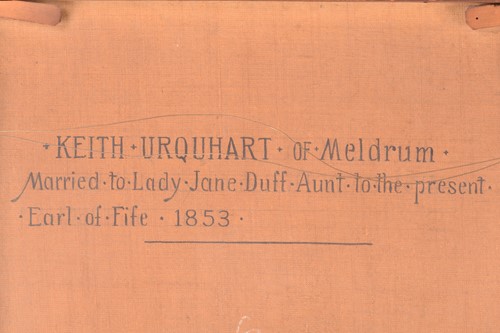 · KEITH · URQUHART · OF · Meldrum ·
Married · to · Lady · Jane · Duff · Aunt · to · the · present ·
· Earl · of · Fife · 1853 ·